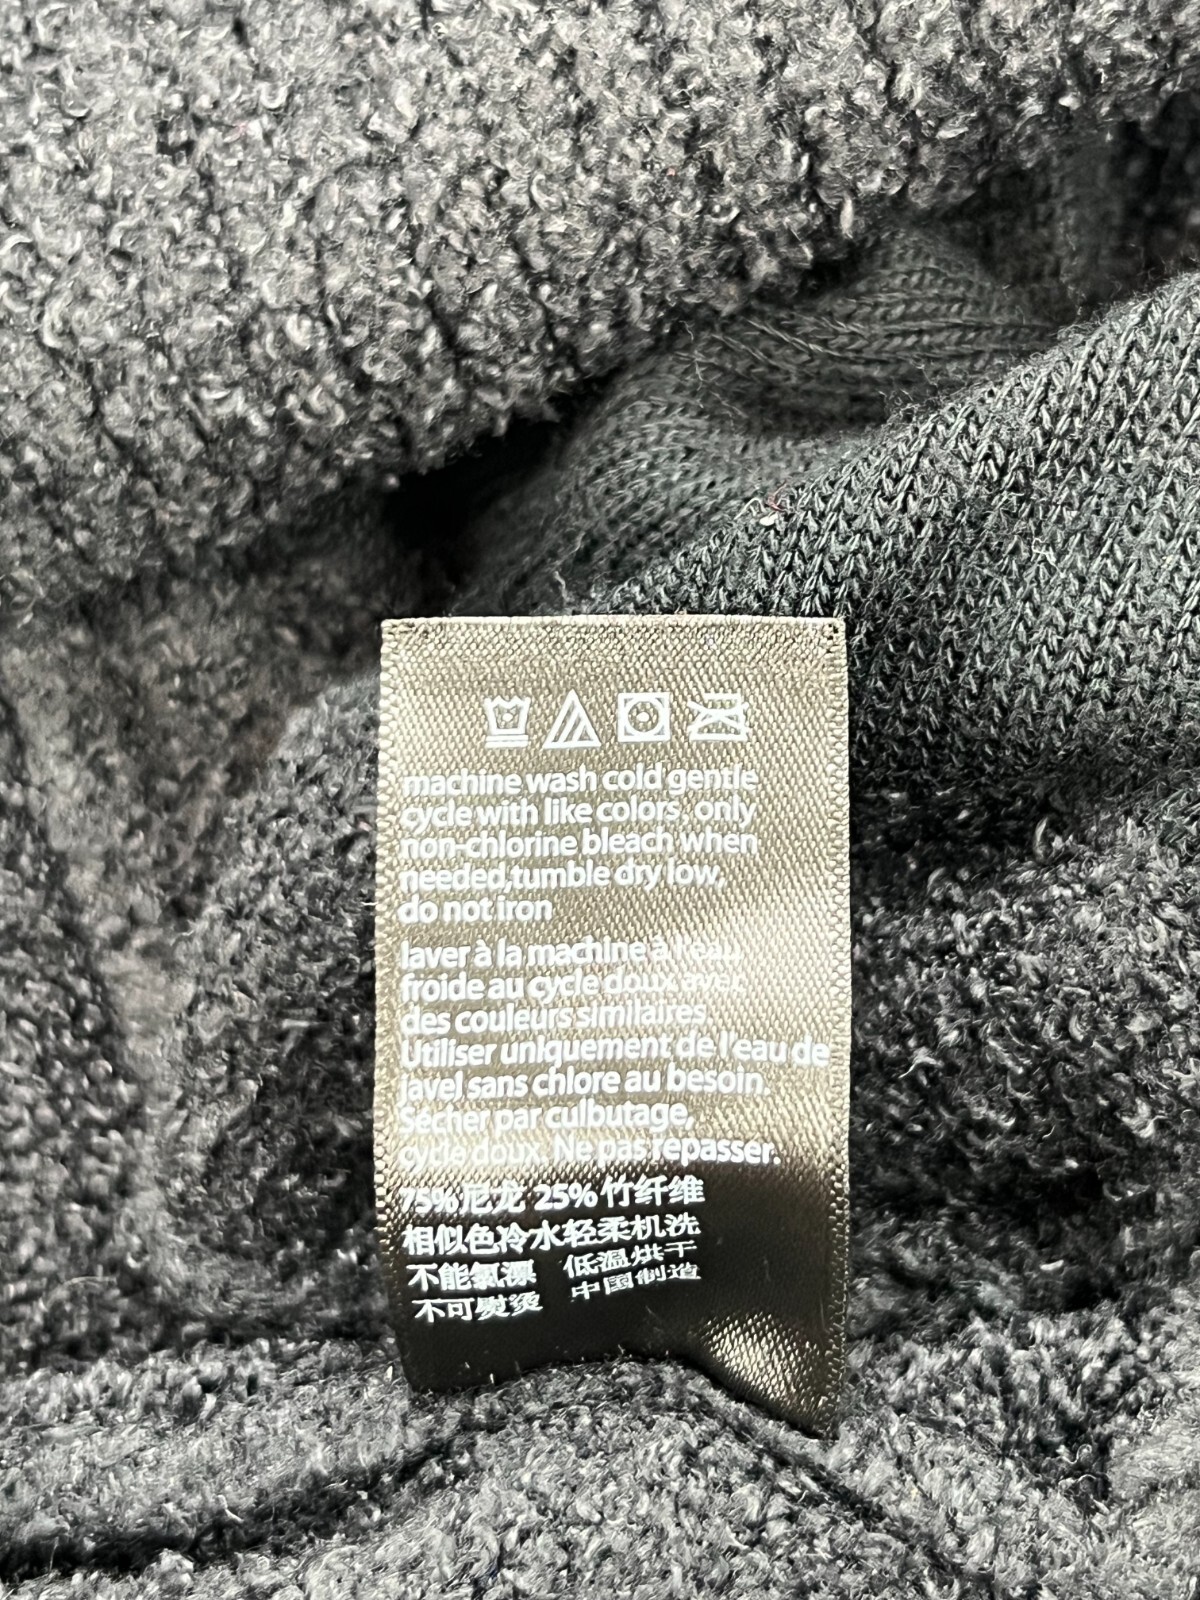 machine wash cold gentle
cycle with like colors, only
non-chlorine bleach when
needed,tumble dry low,
do not iron
laver à la machine à l'eau
froide au cycle doux avec
des couleurs similaires.
Utiliser uniquement de l'eau de
javel sans chlore au besoin.
Sécher par culbutage,
cycle doux. Ne pas repasser.
75%尼龙 25%竹纤维
相似色冷水轻柔机洗
不能氯漂 低温烘干
不可熨烫 中国制造